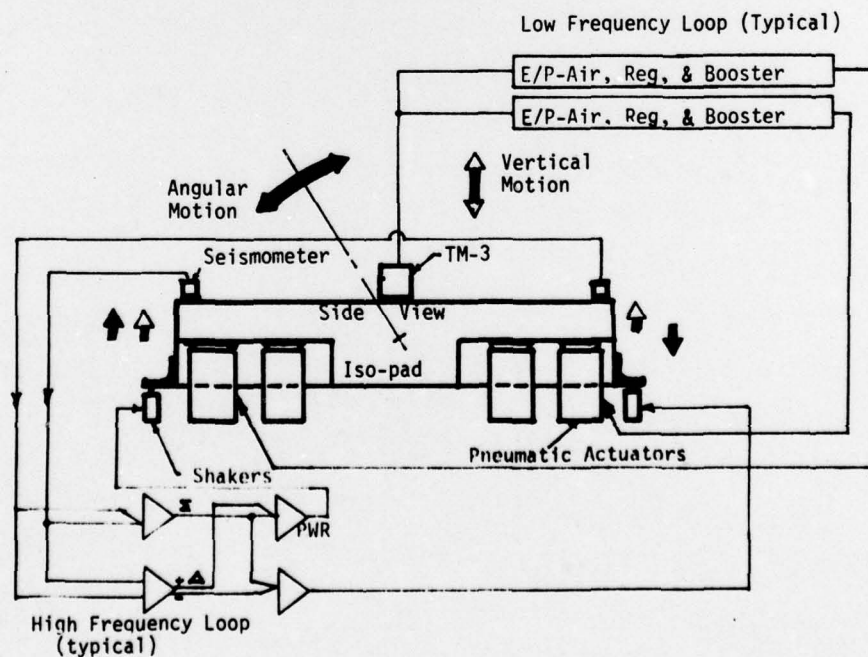 Low Frequency Loop (Typical)
E/P-Air, Reg, & Booster
E/P-Air, Reg, & Booster
Angular
Motion
Vertical
Motion
Seismometer
TM-3
Side View
Iso-pad
Pneumatic Actuators
Shakers
Σ
PWR
+ Δ
-
High Frequency Loop
(typical)